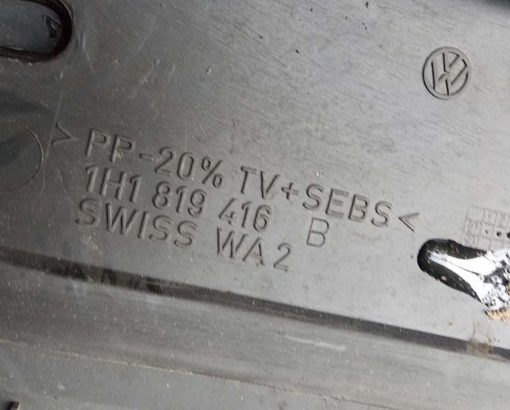 >PP-20% TV+SEBS<
1H1 819 416 B
SWISS WA2